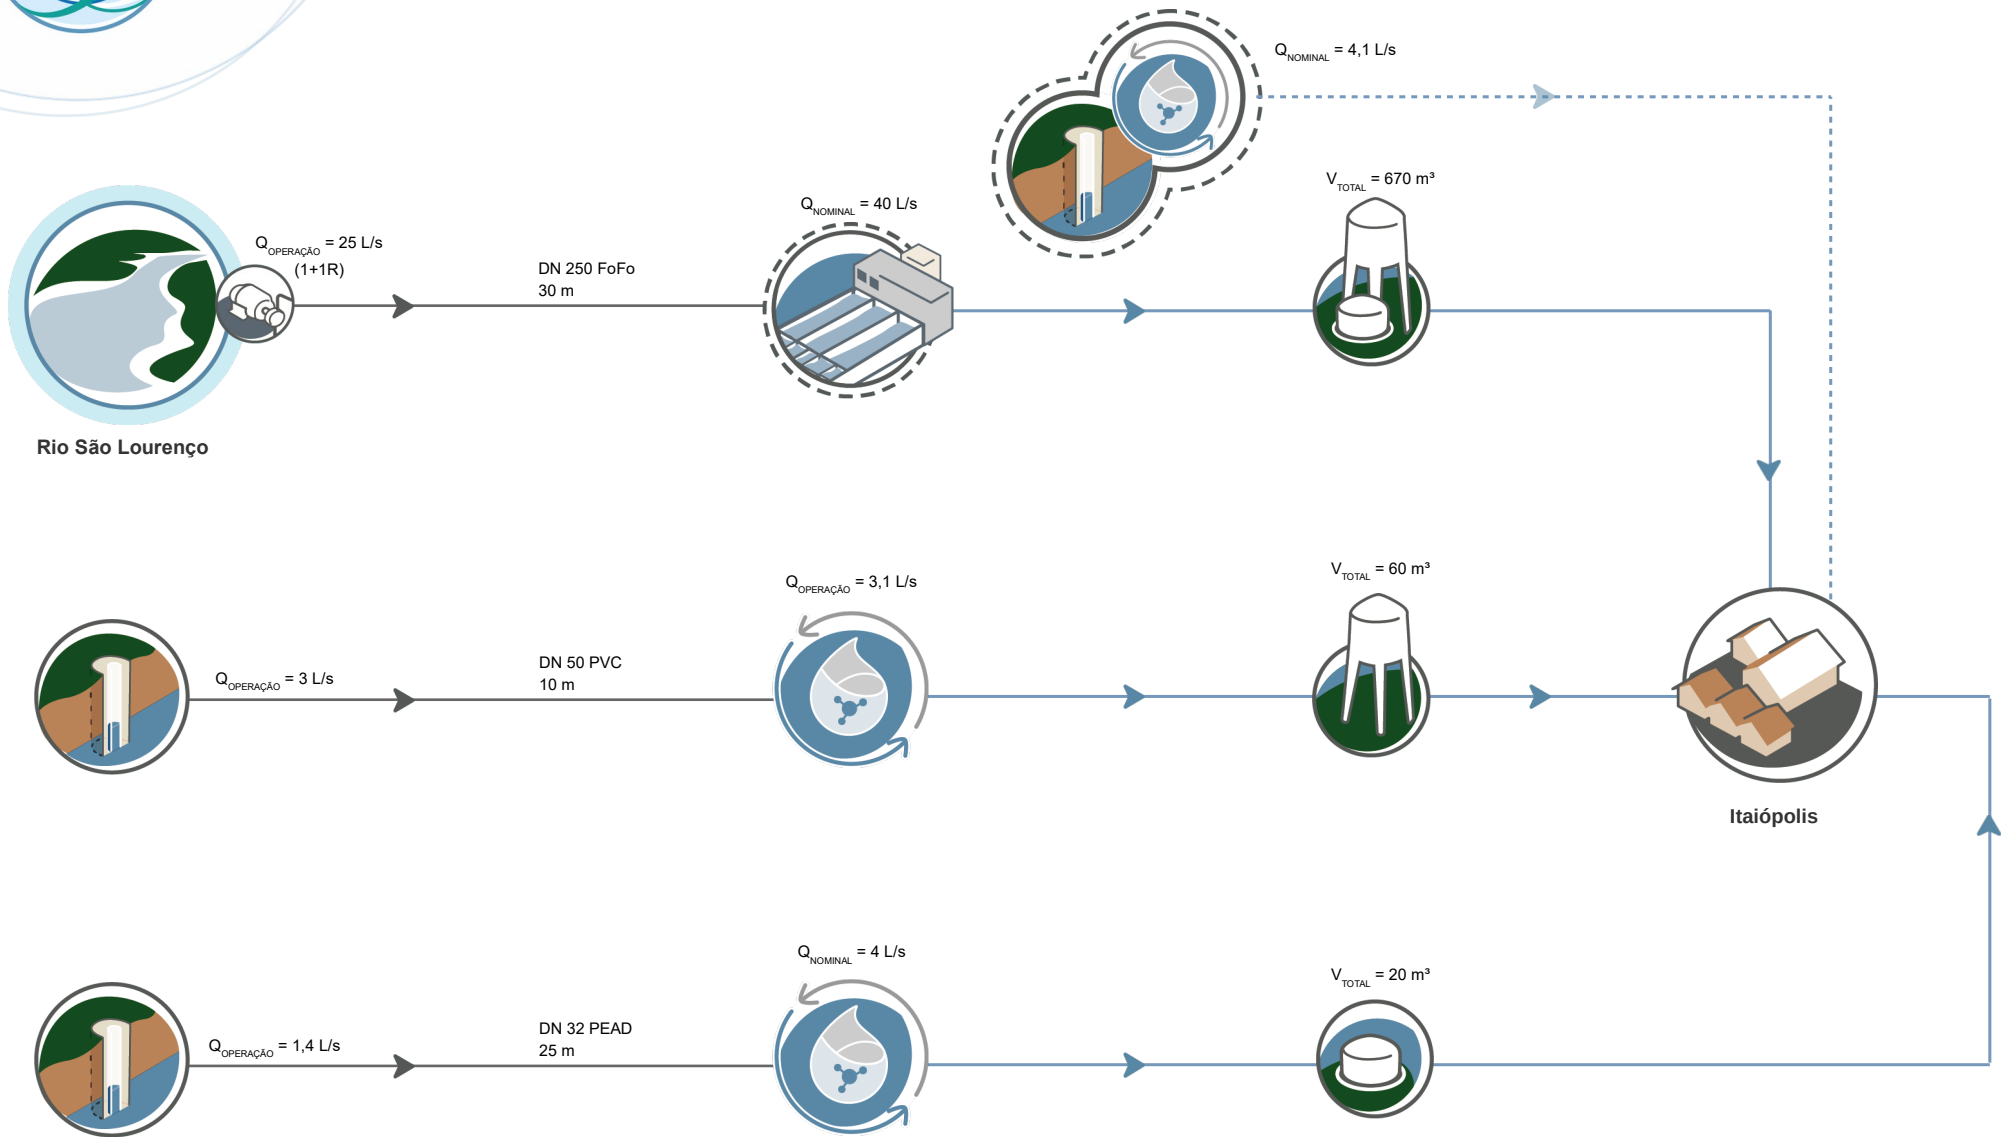 Q NOMINAL = 4,1 L/s
V TOTAL = 670 m³
Q NOMINAL = 40 L/s
Q OPERAÇÃO = 25 L/s
(1+1R)
DN 250 FoFo
30 m
Rio São Lourenço
V TOTAL = 60 m³
Q OPERAÇÃO = 3,1 L/s
DN 50 PVC
10 m
Q OPERAÇÃO = 3 L/s
Itaiópolis
Q NOMINAL = 4 L/s
V TOTAL = 20 m³
DN 32 PEAD
25 m
Q OPERAÇÃO = 1,4 L/s